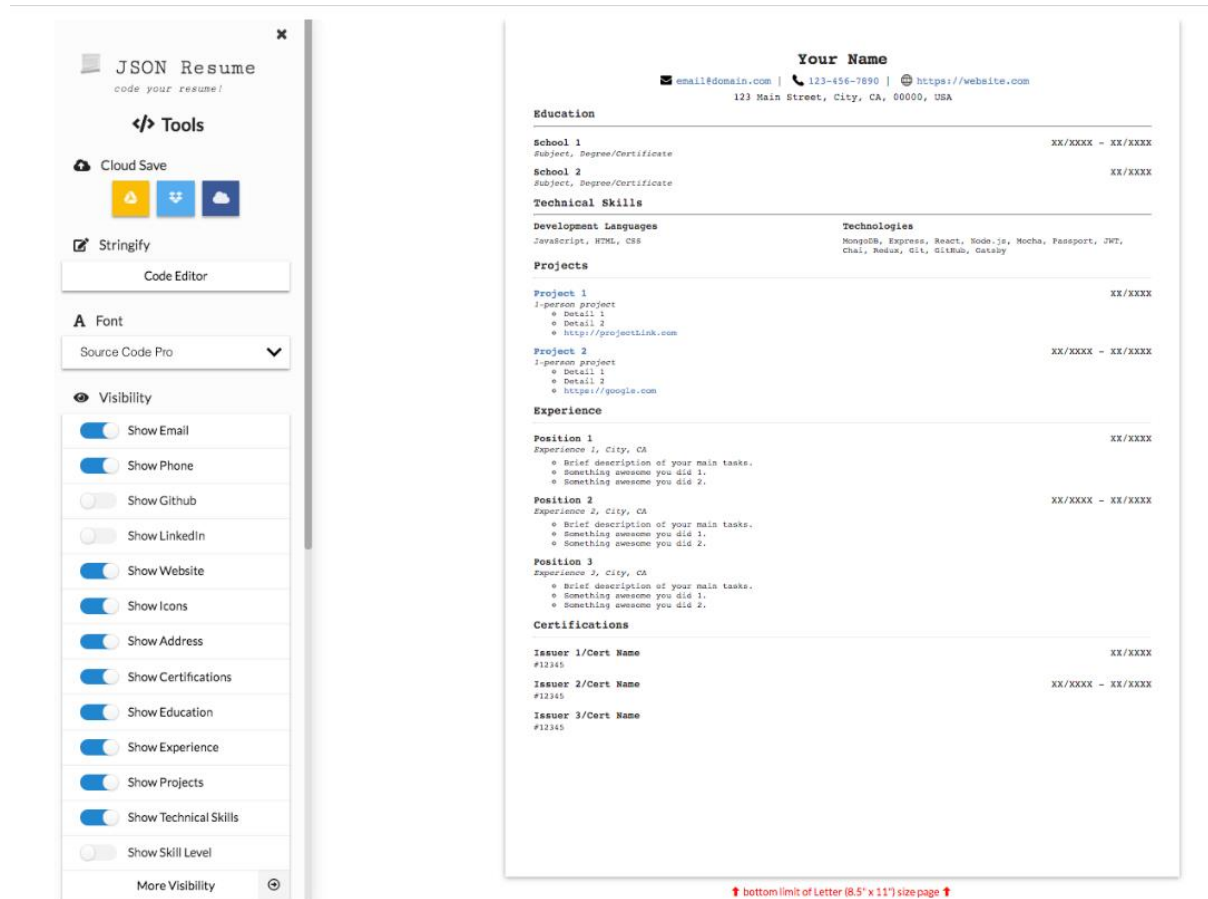 JSON Resume
code your resume!
</> Tools
Cloud Save
Stringify
Code Editor
A Font
Source Code Pro
Visibility
Show Email
Show Phone
Show Github
Show LinkedIn
Show Website
Show Icons
Show Address
Show Certifications
Show Education
Show Experience
Show Projects
Show Technical Skills
Show Skill Level
More Visibility
Your Name
email@domain.com | 123-456-7890 | https://website.com
123 Main Street, City, CA, 00000, USA
Education
School 1 XX/XXXX - XX/XXXX
Subject, Degree/Certificate
School 2 XX/XXXX
Subject, Degree/Certificate
Technical Skills
Development Languages Technologies
JavaScript, HTML, CSS MongoDB, Express, React, Node.js, Mocha, Passport, JWT,
Chai, Redux, Git, GitHub, Gatsby
Projects
Project 1 XX/XXXX
1-person project
Detail 1
Detail 2
http://projectLink.com
Project 2 XX/XXXX - XX/XXXX
1-person project
Detail 1
Detail 2
https://google.com
Experience
Position 1 XX/XXXX
Experience 1, City, CA
Brief description of your main tasks.
Something awesome you did 1.
Something awesome you did 2.
Position 2 XX/XXXX - XX/XXXX
Experience 2, City, CA
Brief description of your main tasks.
Something awesome you did 1.
Something awesome you did 2.
Position 3
Experience 3, City, CA
Brief description of your main tasks.
Something awesome you did 1.
Something awesome you did 2.
Certifications
Issuer 1/Cert Name XX/XXXX
#12345
Issuer 2/Cert Name XX/XXXX - XX/XXXX
#12345
Issuer 3/Cert Name
#12345
bottom limit of Letter (8.5" x 11") size page